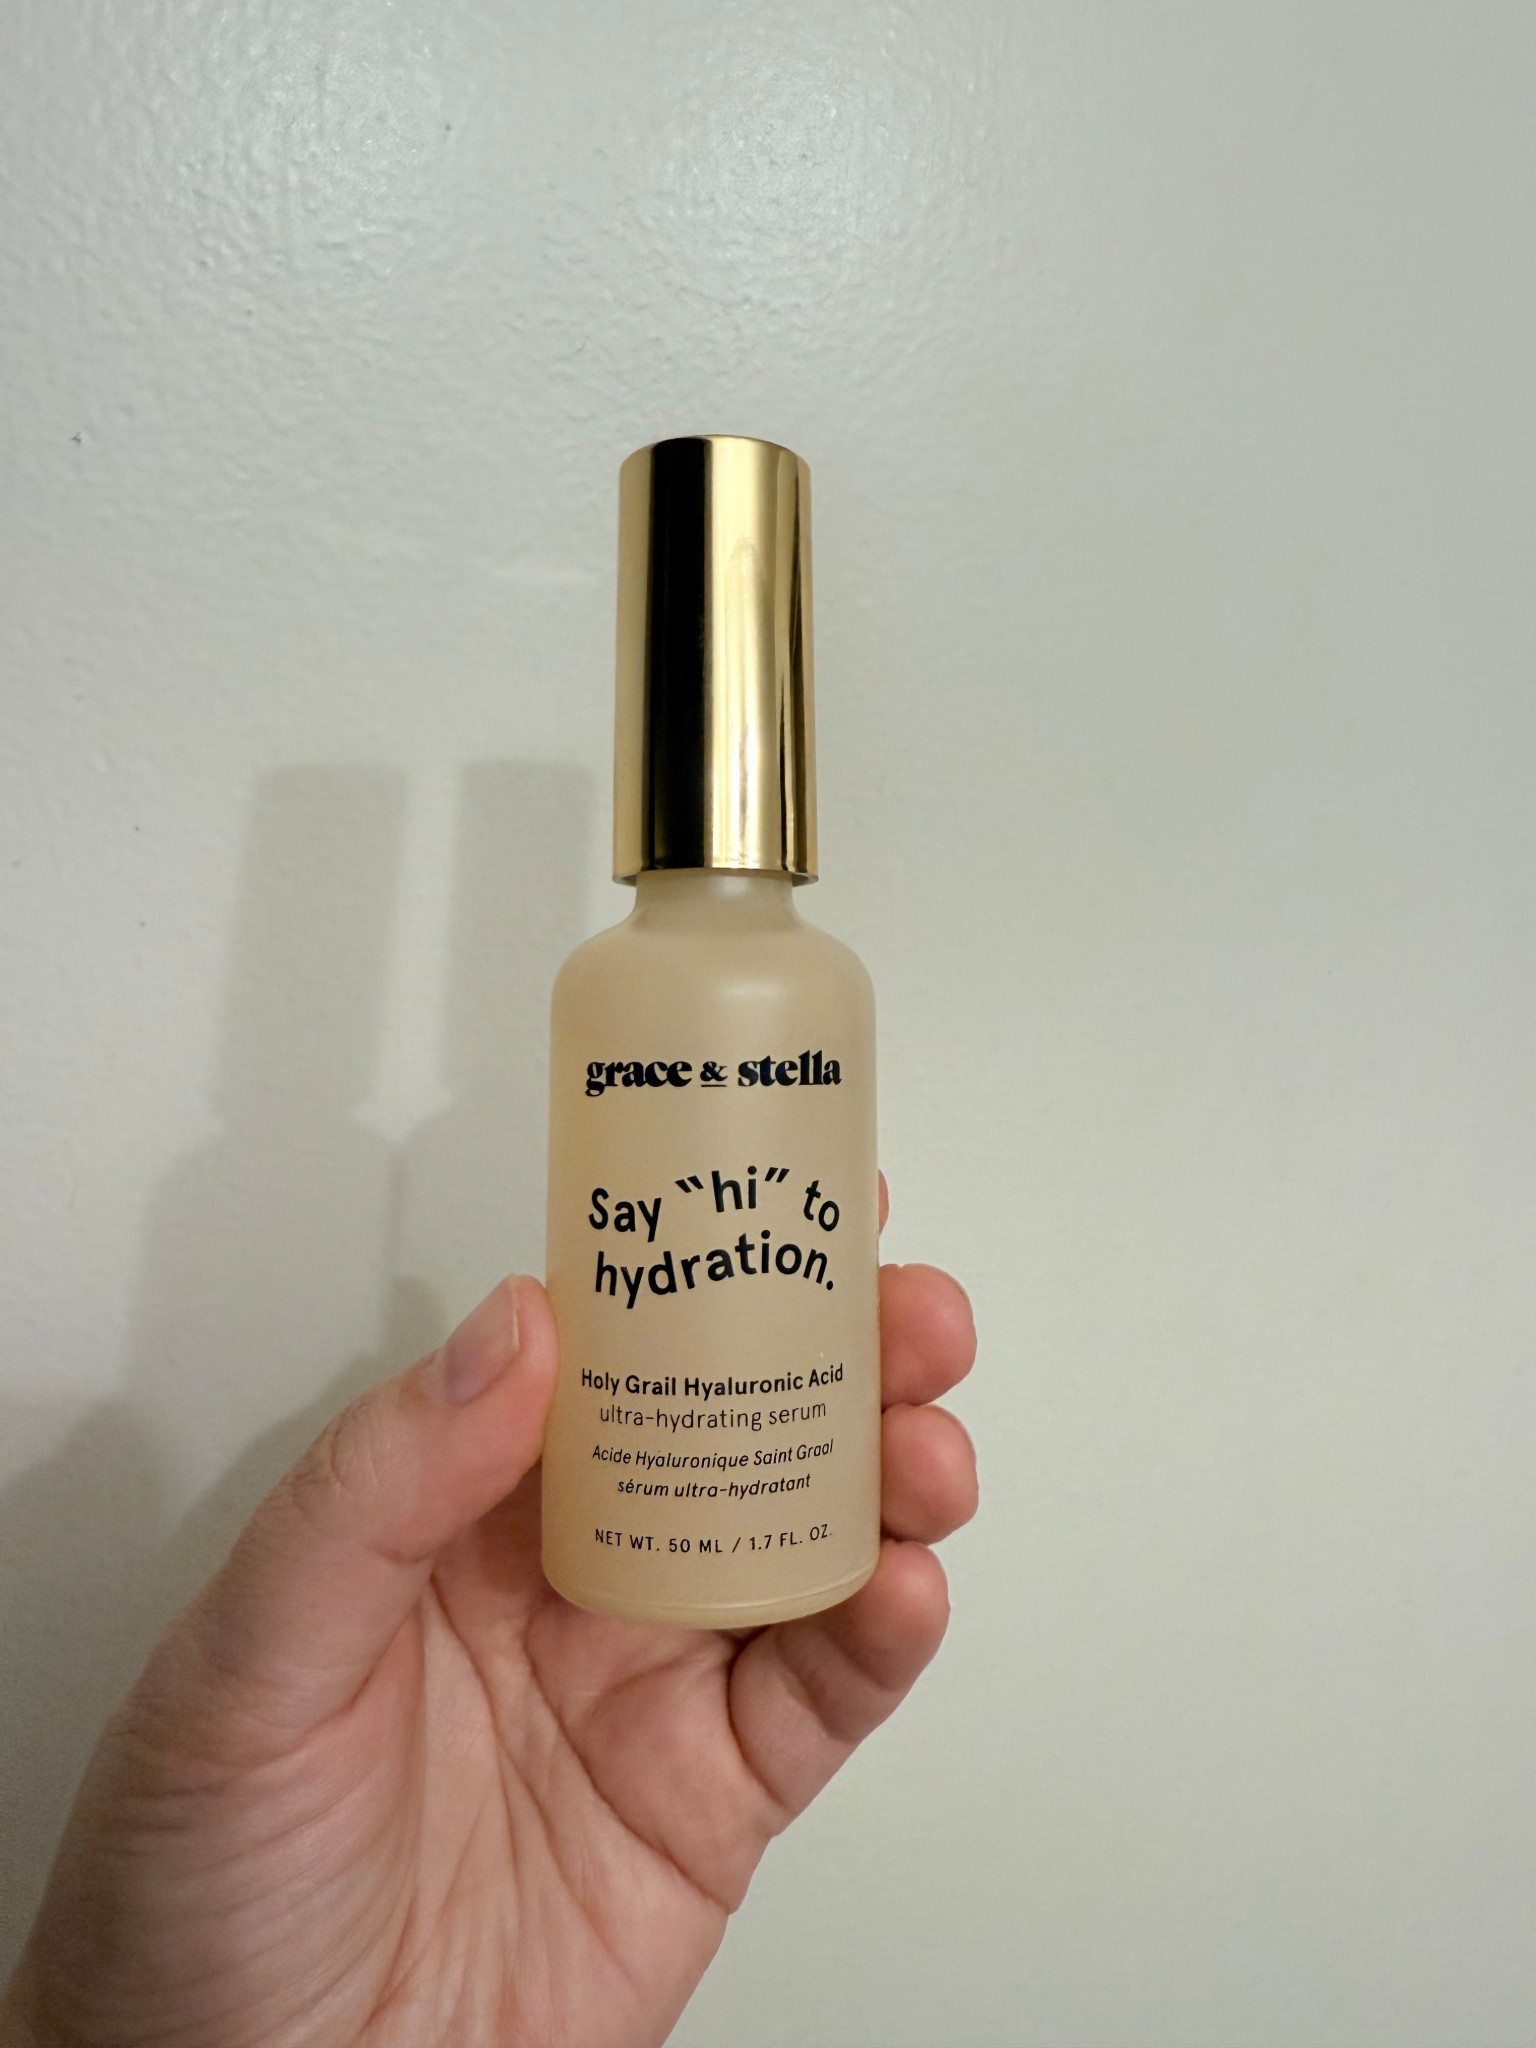 grace & stella
Say “hi” to
hydration.
Holy Grail Hyaluronic Acid
ultra-hydrating serum
Acide Hyaluronique Saint Graal
sérum ultra-hydratant
NET WT. 50 ML / 1.7 FL. OZ.